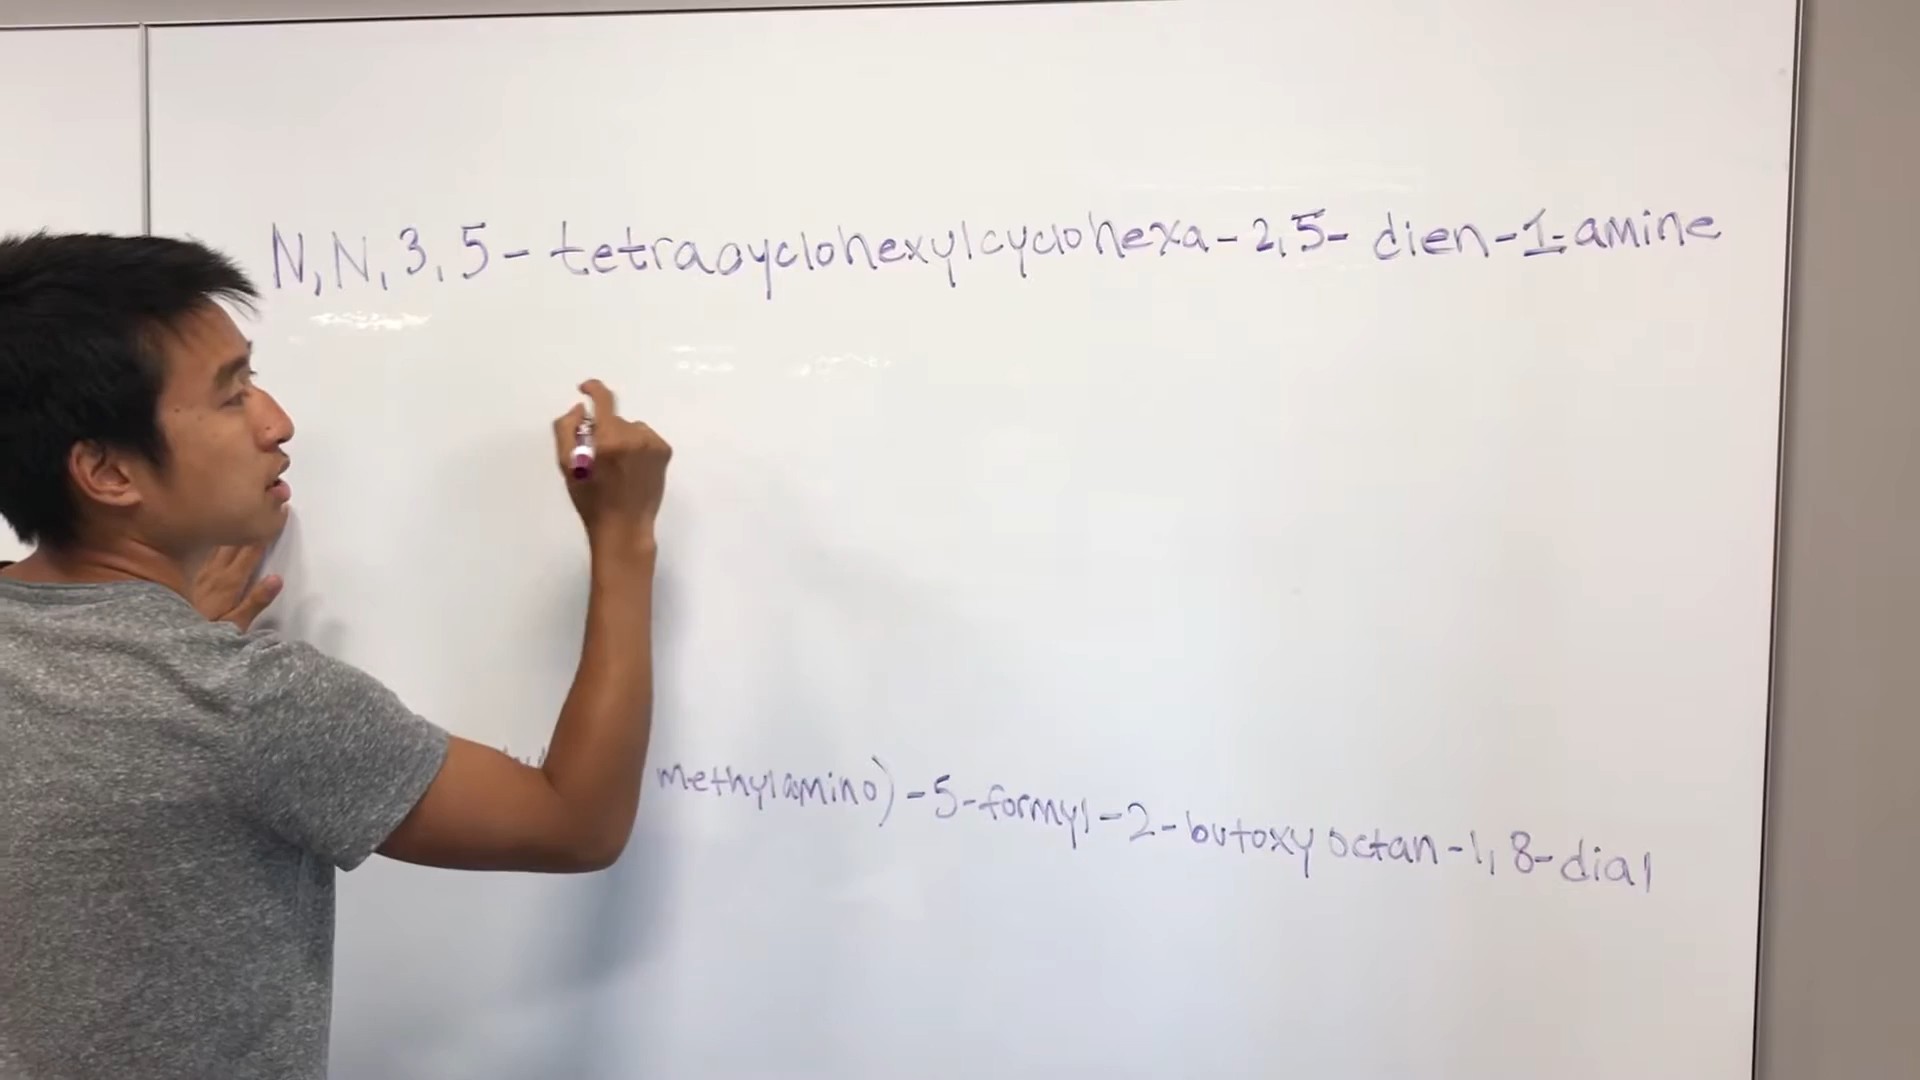 N,N,3,5-tetracyclohexylcyclohexa-2,5-dien-1-amine
methylamino)-5-formyl-2-butoxyoctan-1,8-dial